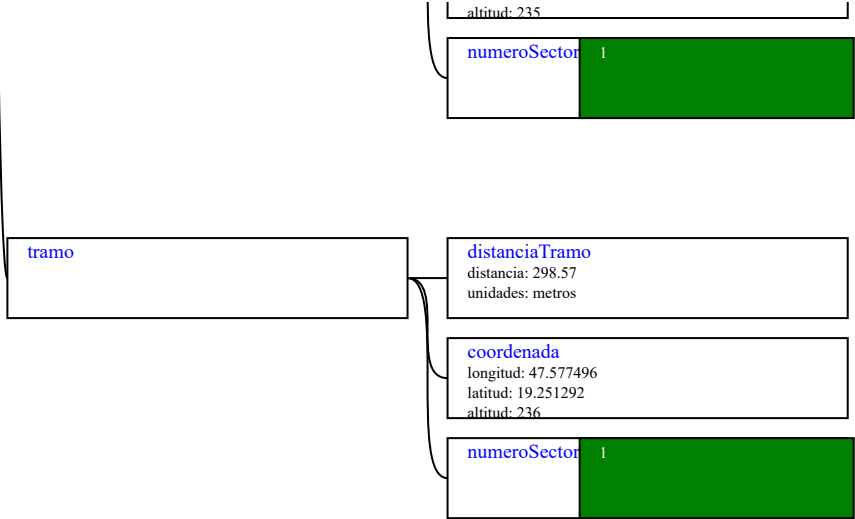 altitud: 235
numeroSector
1
tramo
distanciaTramo
distancia: 298.57
unidades: metros
coordenada
longitud: 47.577496
latitud: 19.251292
altitud: 236
numeroSector
1